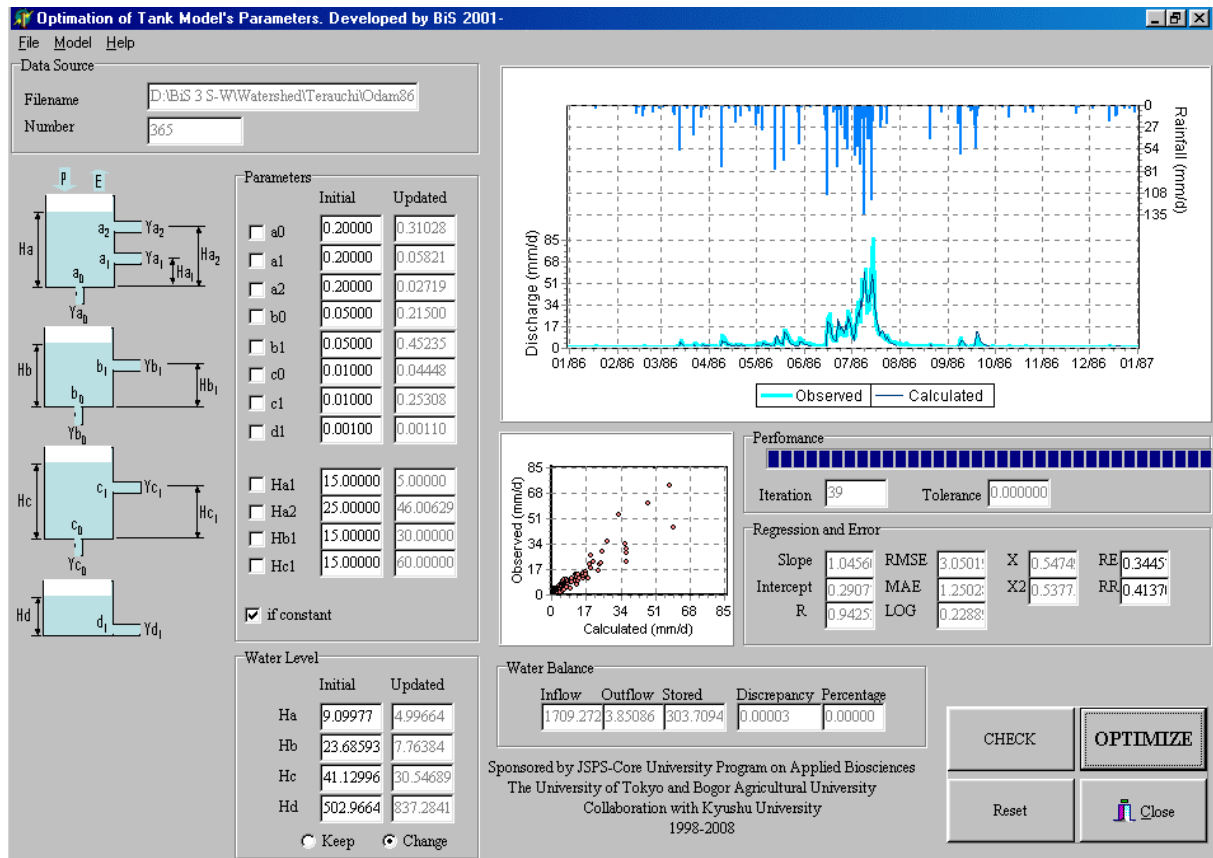 Optimation of Tank Model's Parameters. Developed by BiS 2001-
File Model Help
Data Source
Filename D:\BiS 3 S-W\Watershed\Terauchi\Odam86
Number 365
P E
Ha a2 Ya2 Ha2
a1 Ya1 Ha1
a0
Ya0
Hb b1 Yb1 Hb1
b0
Yb0
Hc c1 Yc1 Hc1
c0
Yc0
Hd d1 Yd1
Parameters
Initial Updated
a0 0.20000 0.31028
a1 0.20000 0.05821
a2 0.20000 0.02719
b0 0.05000 0.21500
b1 0.05000 0.45235
c0 0.01000 0.04448
c1 0.01000 0.25308
d1 0.00100 0.00110
Ha1 15.00000 5.00000
Ha2 25.00000 46.00629
Hb1 15.00000 30.00000
Hc1 15.00000 60.00000
if constant
Water Level
Initial Updated
Ha 9.09977 4.99664
Hb 23.68593 7.76384
Hc 41.12996 30.54689
Hd 502.9664 837.2841
Keep Change
0
27
54
81
108
135
Rainfall (mm/d)
Discharge (mm/d)
85
68
51
34
17
0
01/86 02/86 03/86 04/86 05/86 06/86 07/86 08/86 09/86 10/86 11/86 12/86 01/87
Observed Calculated
Observed (mm/d)
85
68
51
34
17
0
0 17 34 51 68 85
Calculated (mm/d)
Perfomance
Iteration 39 Tolerance 0.000000
Regression and Error
Slope 1.0456 RMSE 3.0501 X 0.5474 RE 0.3445
Intercept 0.2907 MAE 1.2502 X2 0.5377 RR 0.4137
R 0.9425 LOG 0.2288
Water Balance
Inflow Outflow Stored Discrepancy Percentage
1709.272 3.85086 303.7094 0.00003 0.00000
Sponsored by JSPS-Core University Program on Applied Biosciences
The University of Tokyo and Bogor Agricultural University
Collaboration with Kyushu University
1998-2008
CHECK OPTIMIZE
Reset Close